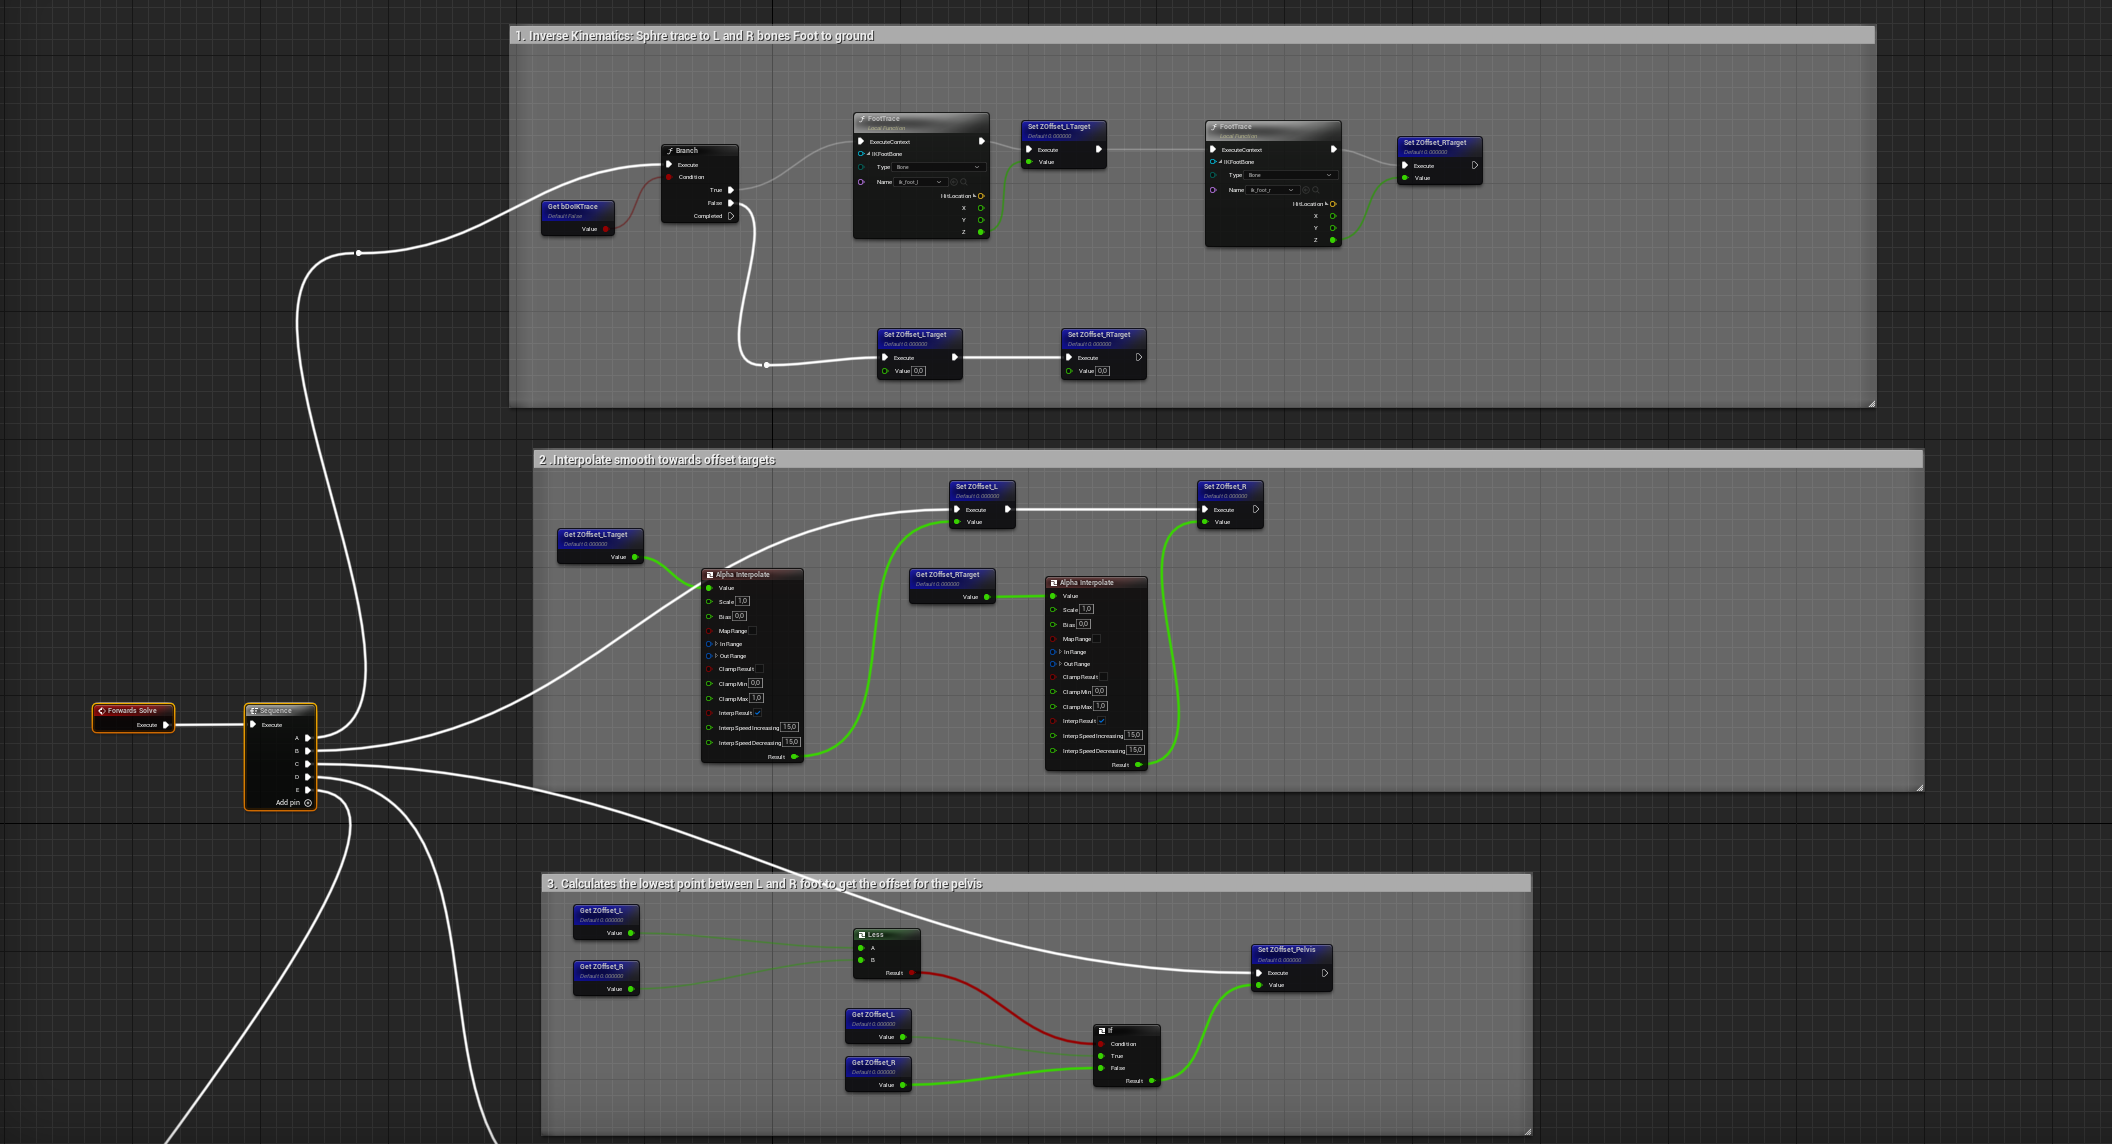 1. Inverse Kinematics: Sphre trace to L and R bones Foot to ground
Get bDoIKTrace
Default False
Value
Branch
Execute
Condition
True
False
Completed
FootTrace
Local Function
ExecuteContext
IKFootBone
Type Bone
Name ik_foot_l
HitLocation
X
Y
Z
Set ZOffset_LTarget
Default 0.000000
Execute
Value
FootTrace
Local Function
ExecuteContext
IKFootBone
Type Bone
Name ik_foot_r
HitLocation
X
Y
Z
Set ZOffset_RTarget
Default 0.000000
Execute
Value
Set ZOffset_LTarget
Default 0.000000
Execute
Value 0,0
Set ZOffset_RTarget
Default 0.000000
Execute
Value 0,0
2 .Interpolate smooth towards offset targets
Get ZOffset_LTarget
Default 0.000000
Value
Alpha Interpolate
Value
Scale 1,0
Bias 0,0
Map Range
In Range
Out Range
Clamp Result
Clamp Min 0,0
Clamp Max 1,0
Interp Result
Interp Speed Increasing 15,0
Interp Speed Decreasing 15,0
Result
Set ZOffset_L
Default 0.000000
Execute
Value
Get ZOffset_RTarget
Default 0.000000
Value
Alpha Interpolate
Value
Scale 1,0
Bias 0,0
Map Range
In Range
Out Range
Clamp Result
Clamp Min 0,0
Clamp Max 1,0
Interp Result
Interp Speed Increasing 15,0
Interp Speed Decreasing 15,0
Result
Set ZOffset_R
Default 0.000000
Execute
Value
Forwards Solve
Execute
Sequence
Execute
A
B
C
D
E
Add pin
3. Calculates the lowest point between L and R foot to get the offset for the pelvis
Get ZOffset_L
Default 0.000000
Value
Get ZOffset_R
Default 0.000000
Value
Less
A
B
Result
Get ZOffset_L
Default 0.000000
Value
Get ZOffset_R
Default 0.000000
Value
If
Condition
True
False
Result
Set ZOffset_Pelvis
Default 0.000000
Execute
Value